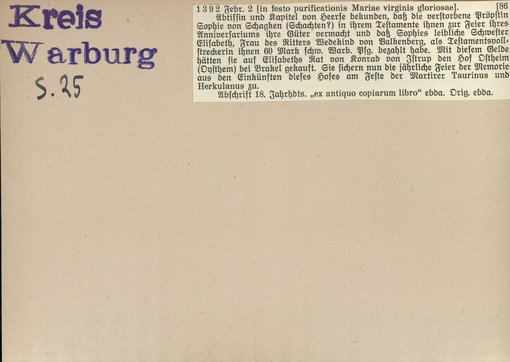 Kreis
Warburg
S. 25
1392 Febr. 2 [in festo purificationis Mariae virginis gloriosae]. [86
Äbtissin und Kapitel von Heerse bekunden, daß die verstorbene Pröpstin
Sophie von Schagken (Schachten?) in ihrem Testamente ihnen zur Feier ihres
Anniversariums ihre Güter vermacht und daß Sophies leibliche Schwester
Elisabeth, Frau des Ritters Wedekind von Valkenberg, als Testamentsvoll-
streckerin ihnen 60 Mark schw. Warb. Pfg. bezahlt habe. Mit diesem Gelde
hätten sie auf Elisabeths Rat von Konrad von Istrup den Hof Ostheim
(Oysthem) bei Brakel gekauft. Sie sichern nun die jährliche Feier der Memorie
aus den Einkünften dieses Hofes am Feste der Martirer Taurinus und
Herkulanus zu.
Abschrift 18. Jahrhdts. „ex antiquo copiarum libro“ ebda. Orig. ebda.